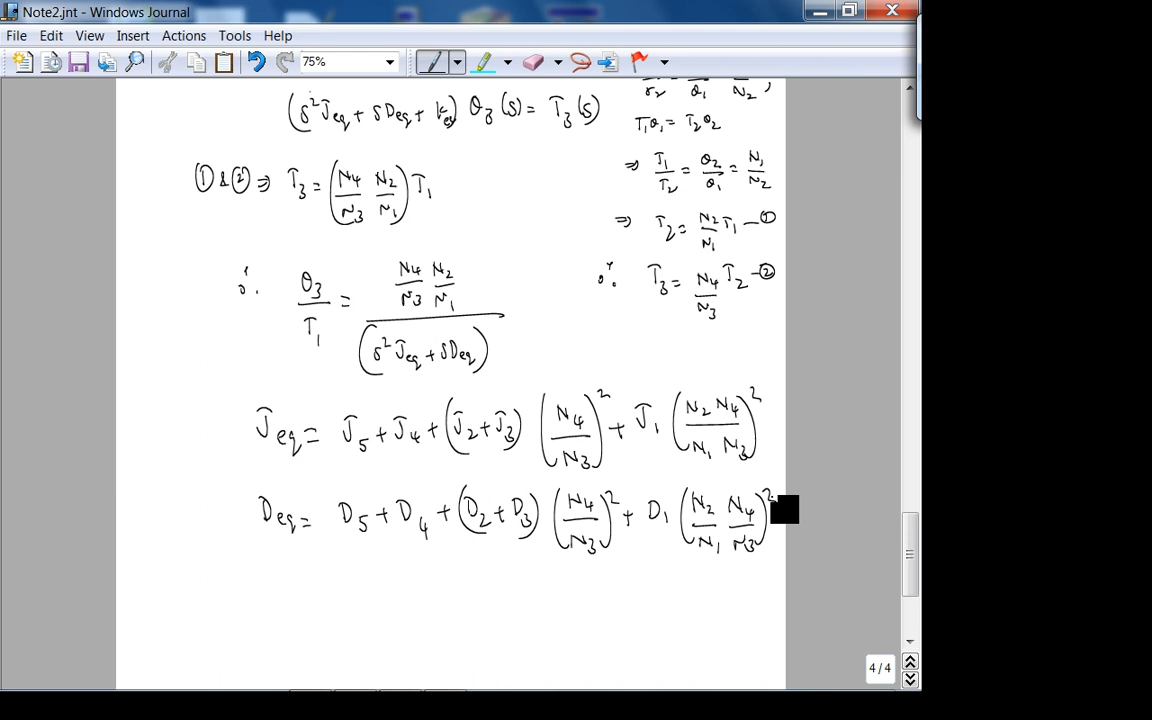 Note2.jnt - Windows Journal
File Edit View Insert Actions Tools Help
75%
(s²Jeq + sDeq + Keq) θ3(s) = T3(s)
① & ② ⇒ T3 = (N4/N3 N2/N1) T1
∴ θ3/T1 = (N4/N3 N2/N1)/(s²Jeq + sDeq)
Jeq = J5 + J4 + (J2 + J3) (N4/N3)² + J1 (N2 N4/N1 N3)²
Deq = D5 + D4 + (D2 + D3) (N4/N3)² + D1 (N2/N1 N4/N3)²
T1θ1 = T2θ2
⇒ T1/T2 = θ2/θ1 = N1/N2
⇒ T2 = N2/N1 T1 — ①
∴ T3 = N4/N3 T2 — ②
4 / 4